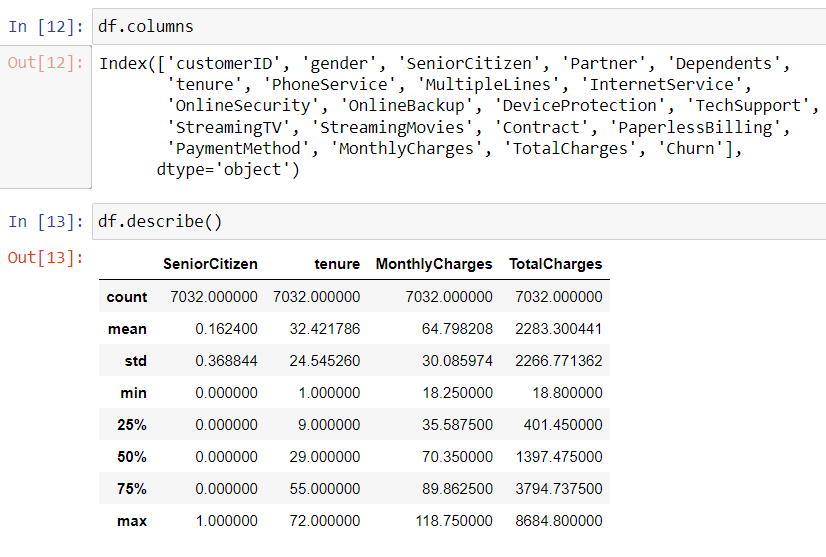 In [12]: df.columns
Out[12]: Index(['customerID', 'gender', 'SeniorCitizen', 'Partner', 'Dependents',
'tenure', 'PhoneService', 'MultipleLines', 'InternetService',
'OnlineSecurity', 'OnlineBackup', 'DeviceProtection', 'TechSupport',
'StreamingTV', 'StreamingMovies', 'Contract', 'PaperlessBilling',
'PaymentMethod', 'MonthlyCharges', 'TotalCharges', 'Churn'],
dtype='object')
In [13]: df.describe()
Out[13]:
SeniorCitizen tenure MonthlyCharges TotalCharges
count 7032.000000 7032.000000 7032.000000 7032.000000
mean 0.162400 32.421786 64.798208 2283.300441
std 0.368844 24.545260 30.085974 2266.771362
min 0.000000 1.000000 18.250000 18.800000
25% 0.000000 9.000000 35.587500 401.450000
50% 0.000000 29.000000 70.350000 1397.475000
75% 0.000000 55.000000 89.862500 3794.737500
max 1.000000 72.000000 118.750000 8684.800000